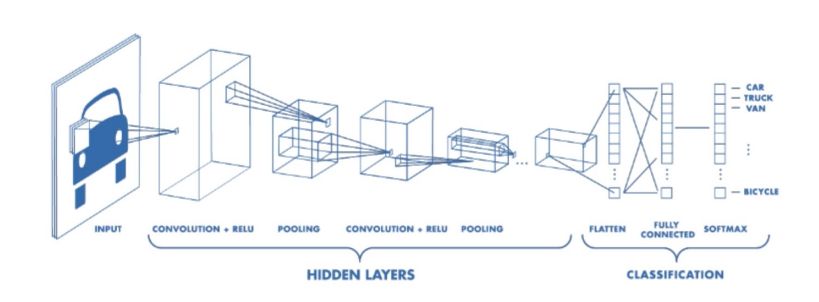 CAR
TRUCK
VAN
BICYCLE
INPUT
CONVOLUTION + RELU
POOLING
CONVOLUTION + RELU
POOLING
FLATTEN
FULLY
CONNECTED
SOFTMAX
HIDDEN LAYERS
CLASSIFICATION